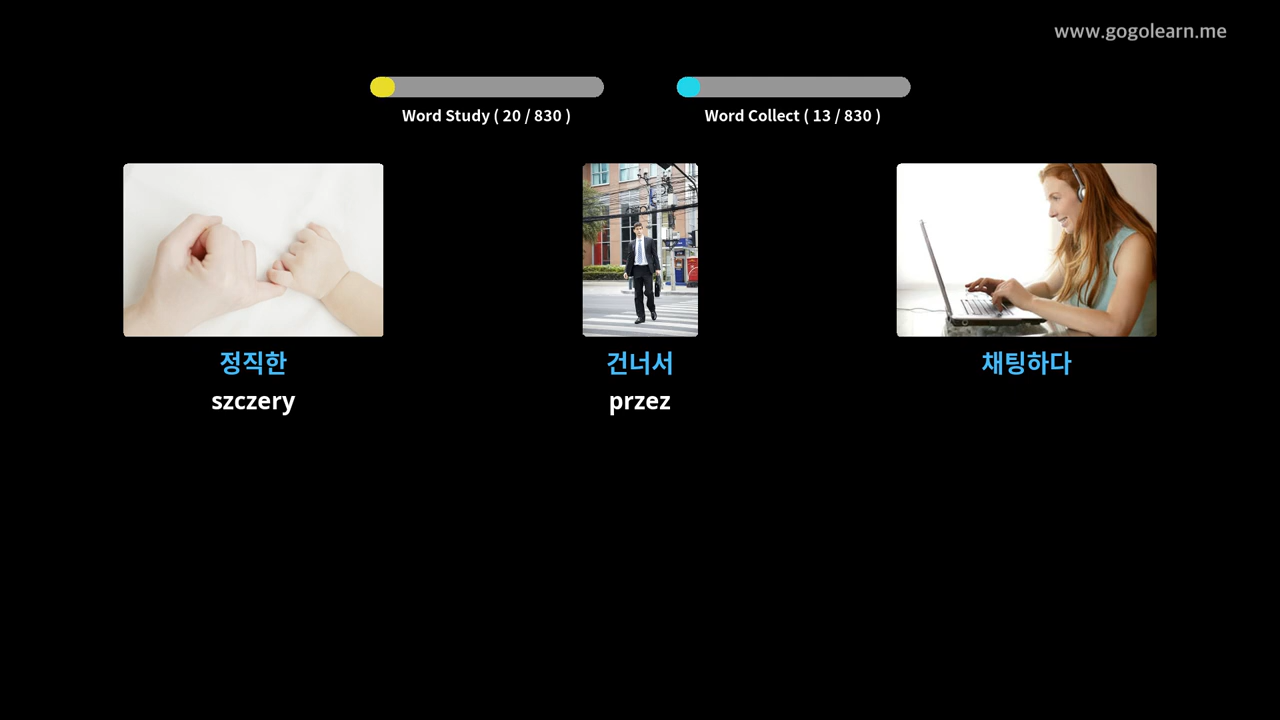 www.gogolearn.me
Word Study ( 20 / 830 )
Word Collect ( 13 / 830 )
정직한
건너서
채팅하다
szczery
przez